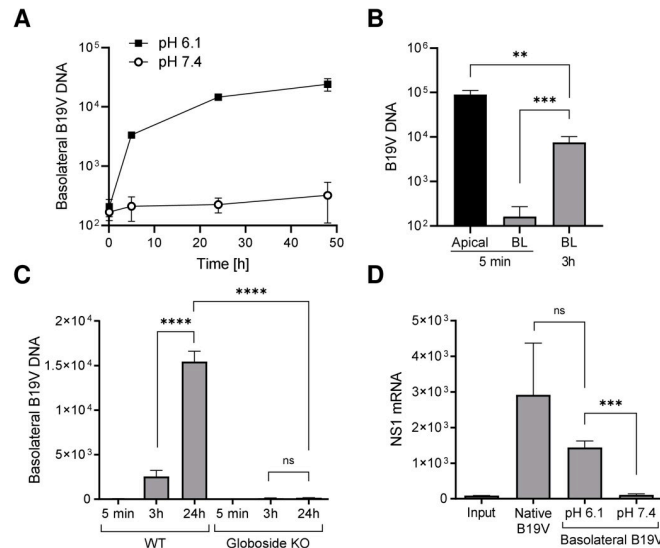 A
pH 6.1
pH 7.4
Basolateral B19V DNA
10⁵
10⁴
10³
10²
0 10 20 30 40 50
Time [h]
B
B19V DNA
10⁶
10⁵
10⁴
10³
10²
**
***
Apical BL BL
5 min 3h
C
Basolateral B19V DNA
2×10⁴
1.5×10⁴
1×10⁴
5×10³
0
****
****
ns
5 min 3h 24h 5 min 3h 24h
WT Globoside KO
D
NS1 mRNA
5×10³
4×10³
3×10³
2×10³
1×10³
0
ns
***
Input Native pH 6.1 pH 7.4
B19V Basolateral B19V